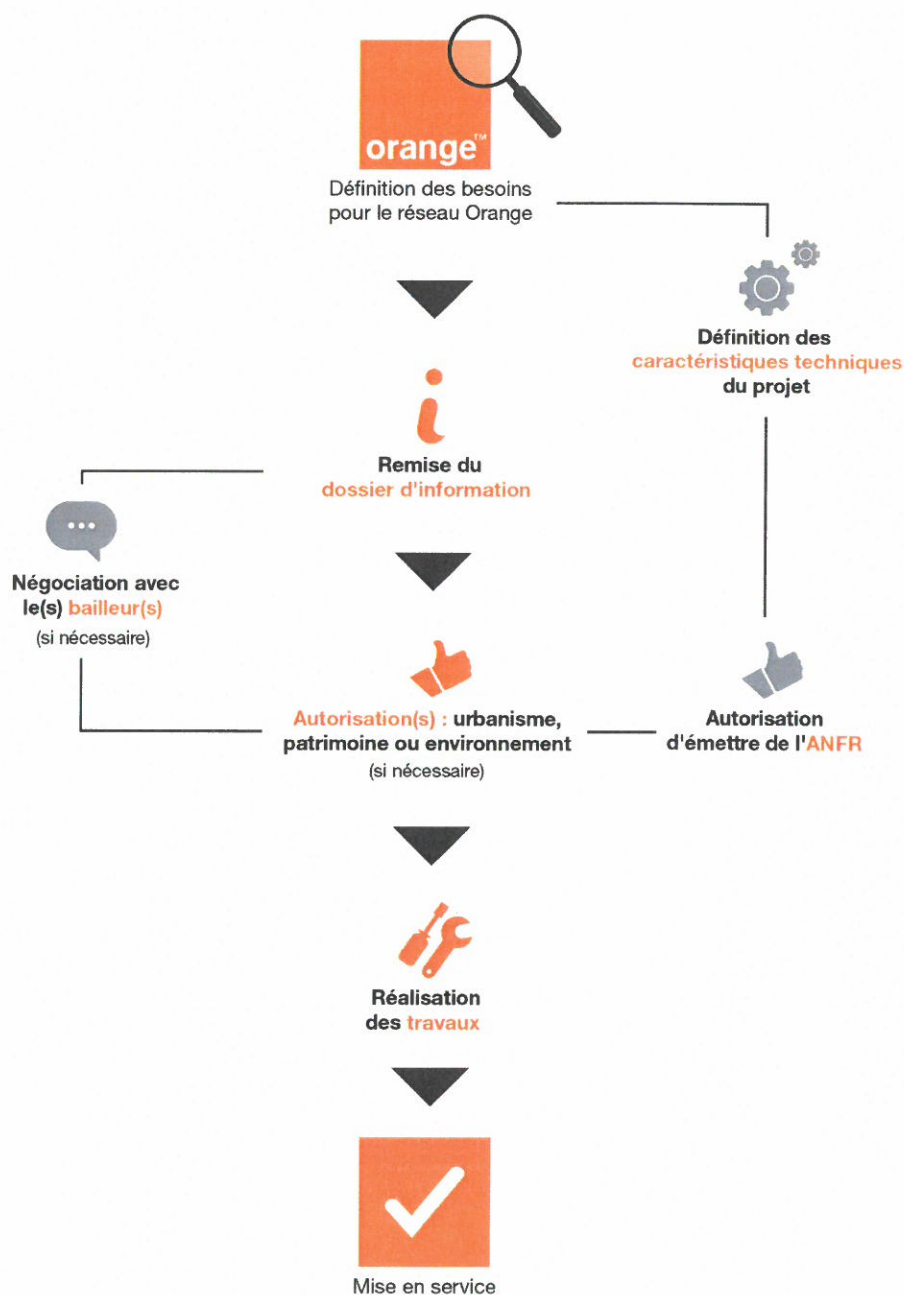 orange™
Définition des besoins
pour le réseau Orange
Définition des
caractéristiques techniques
du projet
Remise du
dossier d'information
Négociation avec
le(s) bailleur(s)
(si nécessaire)
Autorisation(s) : urbanisme,
patrimoine ou environnement
(si nécessaire)
Autorisation
d'émettre de l'ANFR
Réalisation
des travaux
Mise en service